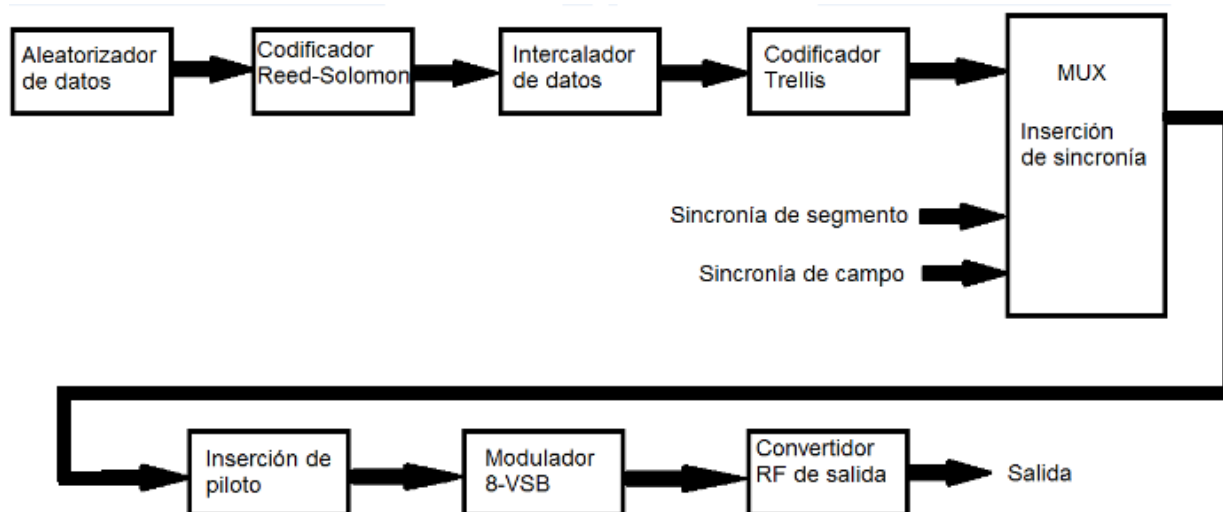 Aleatorizador
de datos
Codificador
Reed-Solomon
Intercalador
de datos
Codificador
Trellis
MUX
Inserción
de sincronía
Sincronía de segmento
Sincronía de campo
Inserción de
piloto
Modulador
8-VSB
Convertidor
RF de salida
Salida